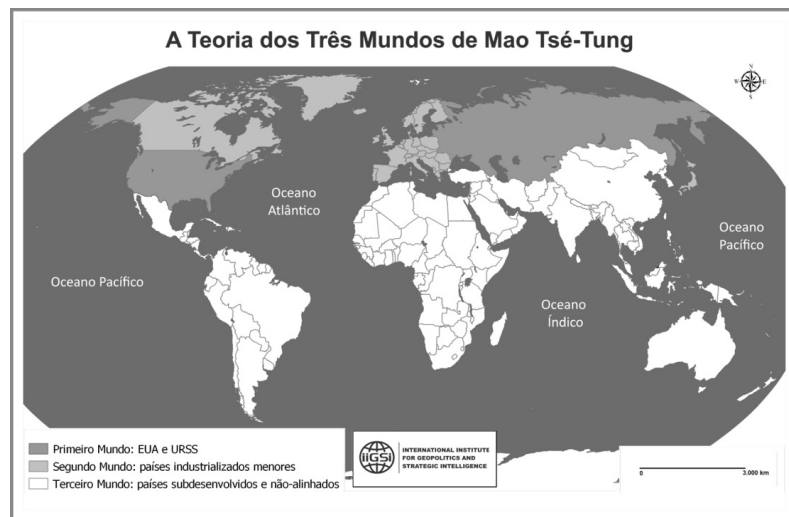 A Teoria dos Três Mundos de Mao Tsé-Tung
N
W E
S
Oceano
Atlântico
Oceano
Pacífico
Oceano Pacífico
Oceano
Índico
Primeiro Mundo: EUA e URSS
Segundo Mundo: países industrializados menores
Terceiro Mundo: países subdesenvolvidos e não-alinhados
iiGSi
INTERNATIONAL INSTITUTE
FOR GEOPOLITICS AND
STRATEGIC INTELLIGENCE
0 3.000 km